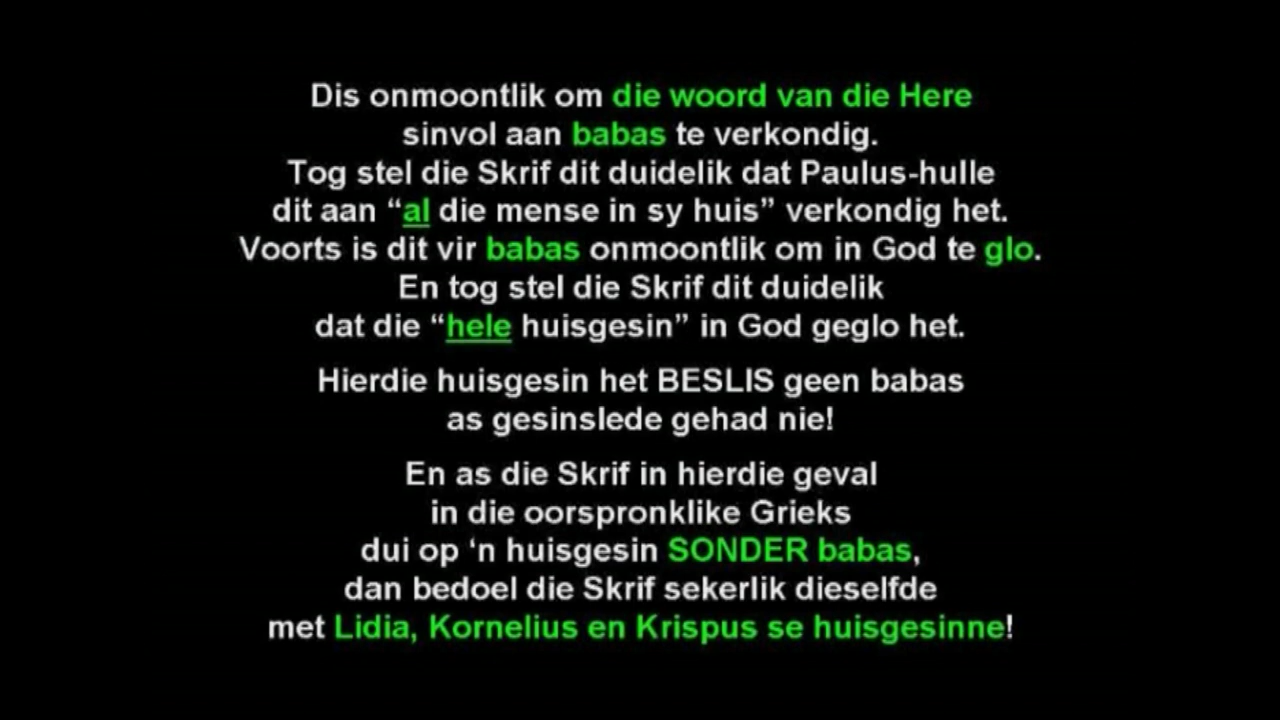 Dis onmoontlik om die woord van die Here
sinvol aan babas te verkondig.
Tog stel die Skrif dit duidelik dat Paulus-hulle
dit aan “al die mense in sy huis” verkondig het.
Voorts is dit vir babas onmoontlik om in God te glo.
En tog stel die Skrif dit duidelik
dat die “hele huisgesin” in God geglo het.
Hierdie huisgesin het BESLIS geen babas
as gesinslede gehad nie!
En as die Skrif in hierdie geval
in die oorspronklike Grieks
dui op ‘n huisgesin SONDER babas,
dan bedoel die Skrif sekerlik dieselfde
met Lidia, Kornelius en Krispus se huisgesinne!